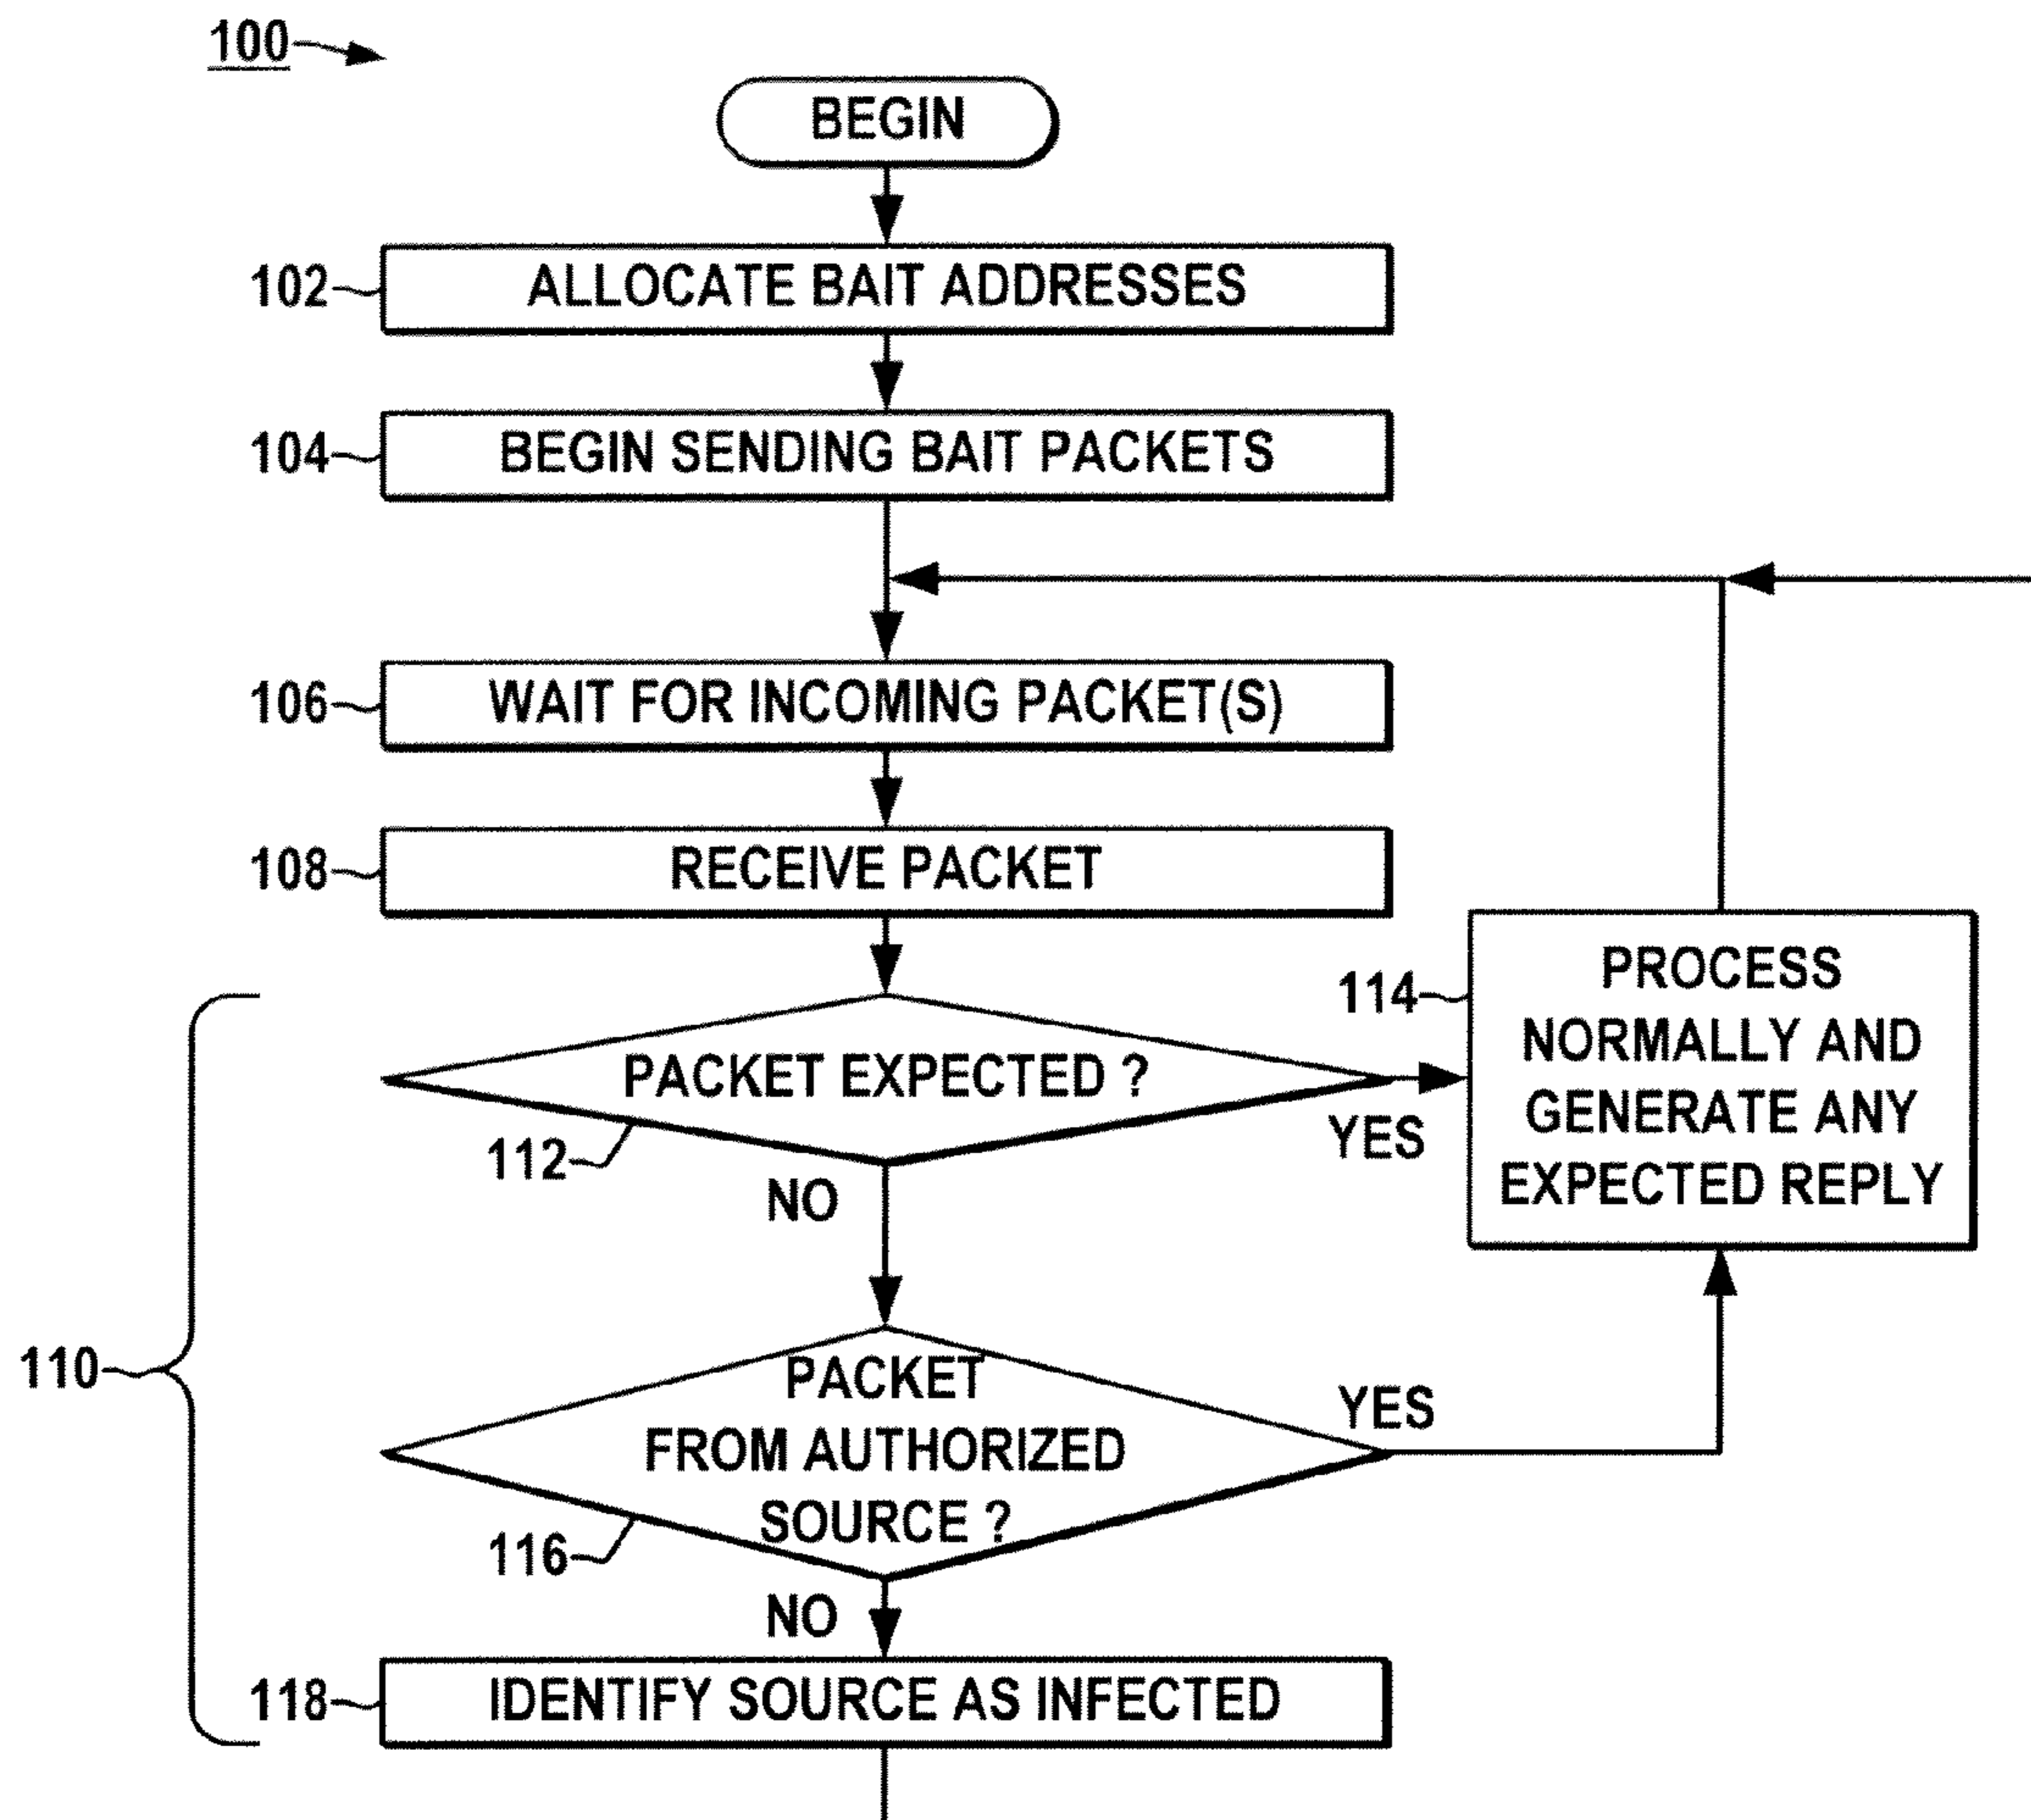 100
BEGIN
102
ALLOCATE BAIT ADDRESSES
104
BEGIN SENDING BAIT PACKETS
106
WAIT FOR INCOMING PACKET(S)
108
RECEIVE PACKET
110
112
PACKET EXPECTED ?
YES
NO
114
PROCESS
NORMALLY AND
GENERATE ANY
EXPECTED REPLY
116
PACKET
FROM AUTHORIZED
SOURCE ?
YES
NO
118
IDENTIFY SOURCE AS INFECTED